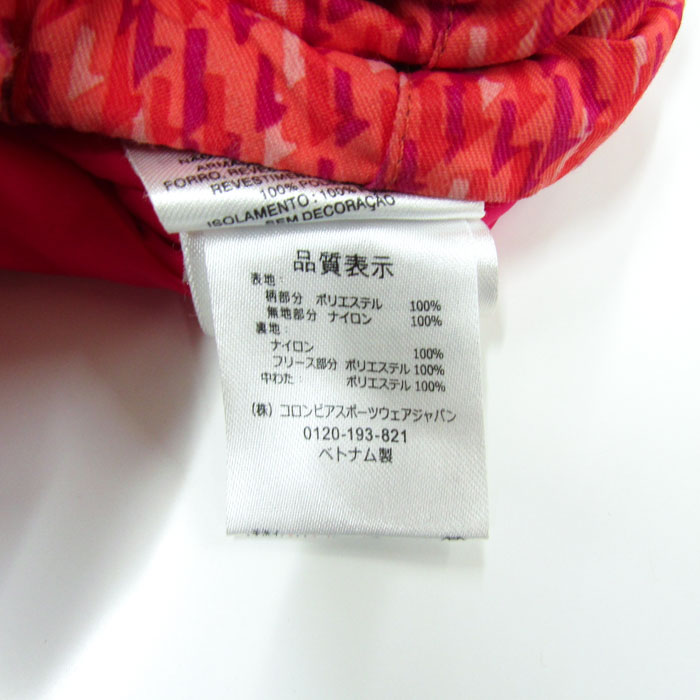 FORRO, REVE
REVESTIM
100% PO
ISOLAMENTO: 100%
SEM DECORAÇÃO
品質表示
表地:
柄部分 ポリエステル 100%
無地部分 ナイロン 100%
裏地:
ナイロン 100%
フリース部分 ポリエステル 100%
中わた: ポリエステル 100%
(株) コロンビアスポーツウェアジャパン
0120-193-821
ベトナム製